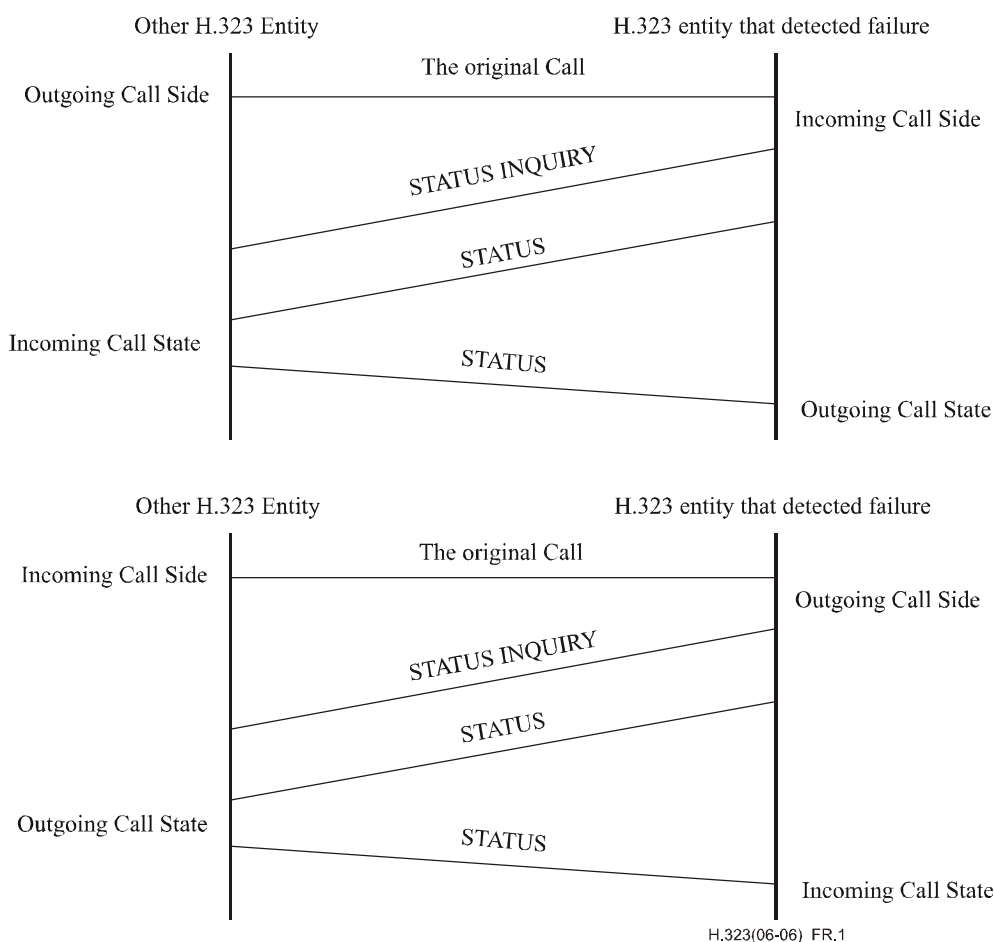 Other H.323 Entity
H.323 entity that detected failure
The original Call
Outgoing Call Side
Incoming Call Side
STATUS INQUIRY
STATUS
Incoming Call State
STATUS
Outgoing Call State
Other H.323 Entity
H.323 entity that detected failure
The original Call
Incoming Call Side
Outgoing Call Side
STATUS INQUIRY
STATUS
Outgoing Call State
STATUS
Incoming Call State
H.323(06-06)_FR.1